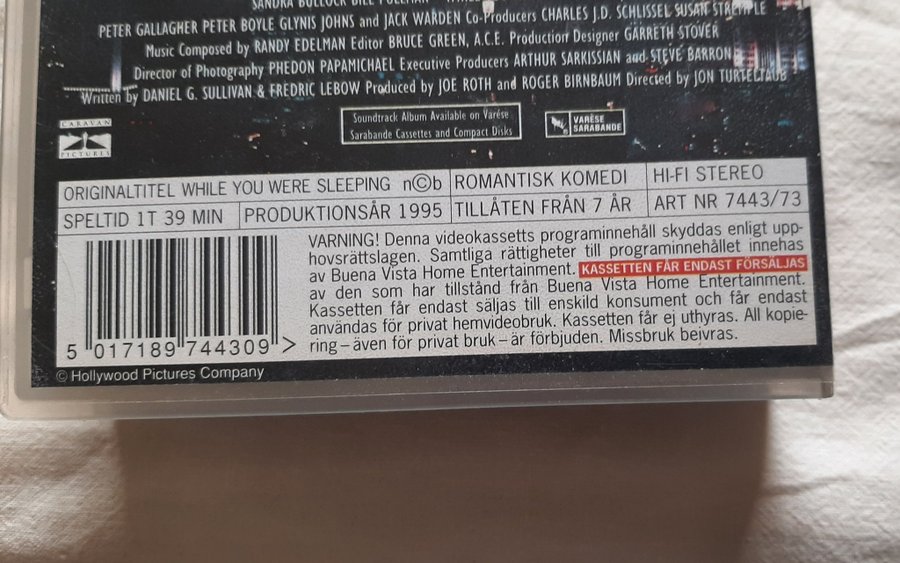 SANDRA BULLOCK BILL PULLMAN
PETER GALLAGHER PETER BOYLE GLYNIS JOHNS and JACK WARDEN Co-Producers CHARLES J.D. SCHLISSEL SUSAN STREMPLE
Music Composed by RANDY EDELMAN Editor BRUCE GREEN, A.C.E. Production Designer GARRETH STOVER
Director of Photography PHEDON PAPAMICHAEL Executive Producers ARTHUR SARKISSIAN and STEVE BARRON
Written by DANIEL G. SULLIVAN & FREDRIC LEBOW Produced by JOE ROTH and ROGER BIRNBAUM Directed by JON TURTELTAUB
CARAVAN
PICTURES
Soundtrack Album Available on Varèse
Sarabande Cassettes and Compact Disks
VARÈSE
SARABANDE
ORIGINALTITEL WHILE YOU WERE SLEEPING n©b ROMANTISK KOMEDI HI-FI STEREO
SPELTID 1T 39 MIN PRODUKTIONSÅR 1995 TILLÅTEN FRÅN 7 ÅR ART NR 7443/73
VARNING! Denna videokassetts programinnehåll skyddas enligt upp-
hovsrättslagen. Samtliga rättigheter till programinnehållet innehas
av Buena Vista Home Entertainment. KASSETTEN FÅR ENDAST FÖRSÄLJAS
av den som har tillstånd från Buena Vista Home Entertainment.
Kassetten får endast säljas till enskild konsument och får endast
användas för privat hemvideobruk. Kassetten får ej uthyras. All kopie-
ring – även för privat bruk – är förbjuden. Missbruk beivras.
5 017189 744309 >
© Hollywood Pictures Company